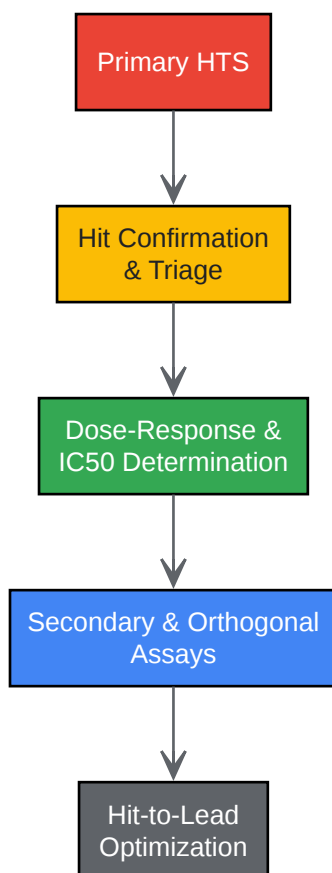 Primary HTS
Hit Confirmation
& Triage
Dose-Response &
IC50 Determination
Secondary & Orthogonal
Assays
Hit-to-Lead
Optimization